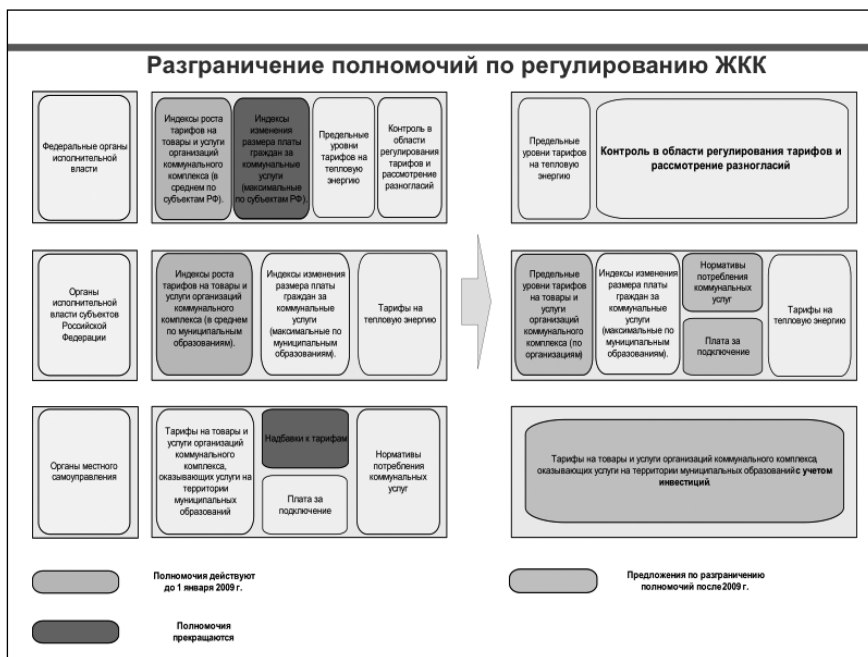 Разграничение полномочий по регулированию ЖКК
Федеральные органы
исполнительной
власти
Индексы роста
тарифов на
товары и услуги
организаций
коммунального
комплекса (в
среднем по
субъектам РФ).
Индексы
изменения
размера платы
граждан за
коммунальные
услуги
(максимальные
по субъектам РФ).
Предельные
уровни
тарифов на
тепловую
энергию
Контроль в
области
регулирования
тарифов и
рассмотрение
разногласий
Предельные
уровни тарифов
на тепловую
энергию
Контроль в области регулирования тарифов и
рассмотрение разногласий
Органы
исполнительной
власти субъектов
Российской
Федерации
Индексы роста
тарифов на товары и
услуги организаций
коммунального
комплекса (в среднем
по муниципальным
образованиям).
Индексы изменения
размера платы
граждан за
коммунальные
услуги
(максимальные по
муниципальным
образованиям).
Тарифы на
тепловую энергию
Предельные
уровни тарифов
на товары и
услуги
организаций
коммунального
комплекса (по
организациям)
Индексы изменения
размера платы
граждан за
коммунальные
услуги
(максимальные по
муниципальным
образованиям).
Нормативы
потребления
коммунальных
услуг
Плата за
подключение
Тарифы на
тепловую энергию
Органы местного
самоуправления
Тарифы на товары и
услуги организаций
коммунального
комплекса,
оказывающих услуги на
территории
муниципальных
образований
Надбавки к тарифам
Плата за
подключение
Нормативы
потребления
коммунальных
услуг
Тарифы на товары и услуги организаций коммунального комплекса,
оказывающих услуги на территории муниципальных образований с учетом
инвестиций.
Полномочия действуют
до 1 января 2009 г.
Предложения по разграничению
полномочий после 2009 г.
Полномочия
прекращаются